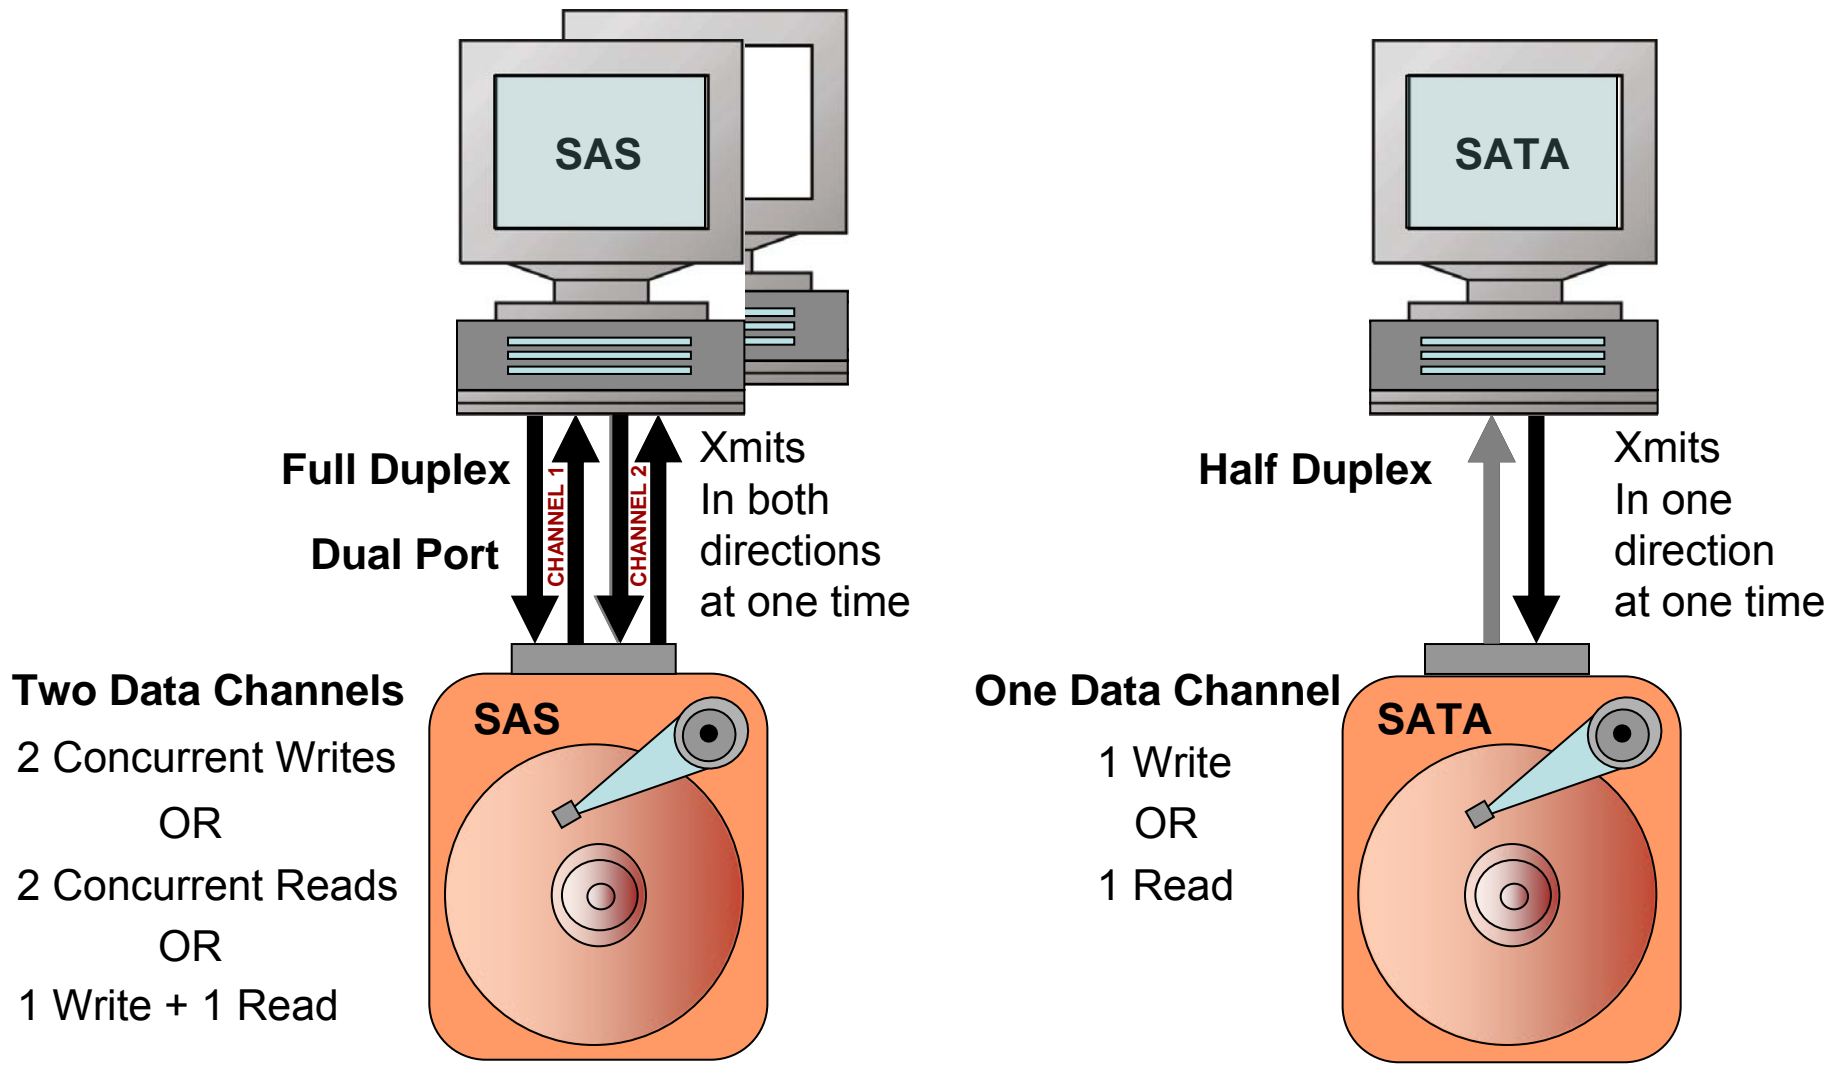 SAS
Full Duplex
Dual Port
CHANNEL 1
CHANNEL 2
Xmits
In both
directions
at one time
Two Data Channels
2 Concurrent Writes
OR
2 Concurrent Reads
OR
1 Write + 1 Read
SAS
SATA
Half Duplex
Xmits
In one
direction
at one time
One Data Channel
1 Write
OR
1 Read
SATA